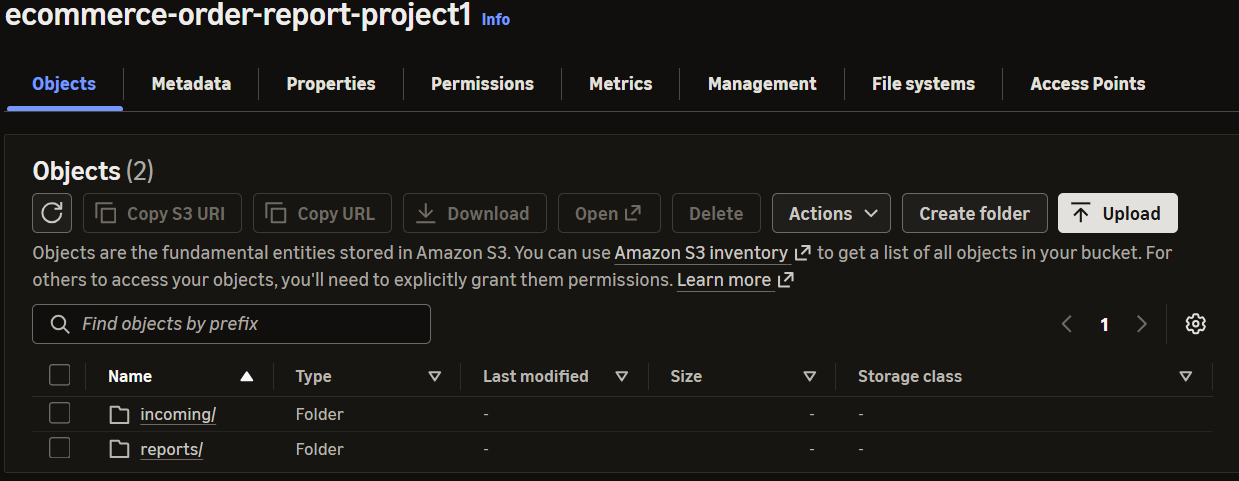 ecommerce-order-report-project1 Info
Objects Metadata Properties Permissions Metrics Management File systems Access Points
Objects (2)
Copy S3 URI Copy URL Download Open Delete Actions Create folder Upload
Objects are the fundamental entities stored in Amazon S3. You can use Amazon S3 inventory to get a list of all objects in your bucket. For
others to access your objects, you'll need to explicitly grant them permissions. Learn more
Find objects by prefix 1
Name Type Last modified Size Storage class
incoming/ Folder - - -
reports/ Folder - - -